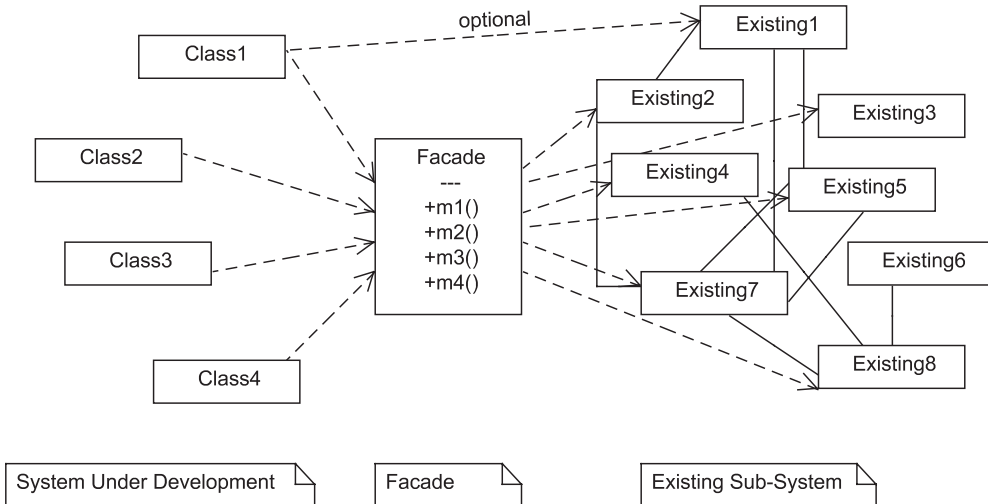 optional
Existing1
Class1
Existing2
Existing3
Class2
Facade
---
+m1()
+m2()
+m3()
+m4()
Existing4
Existing5
Class3
Existing6
Existing7
Class4
Existing8
System Under Development
Facade
Existing Sub-System